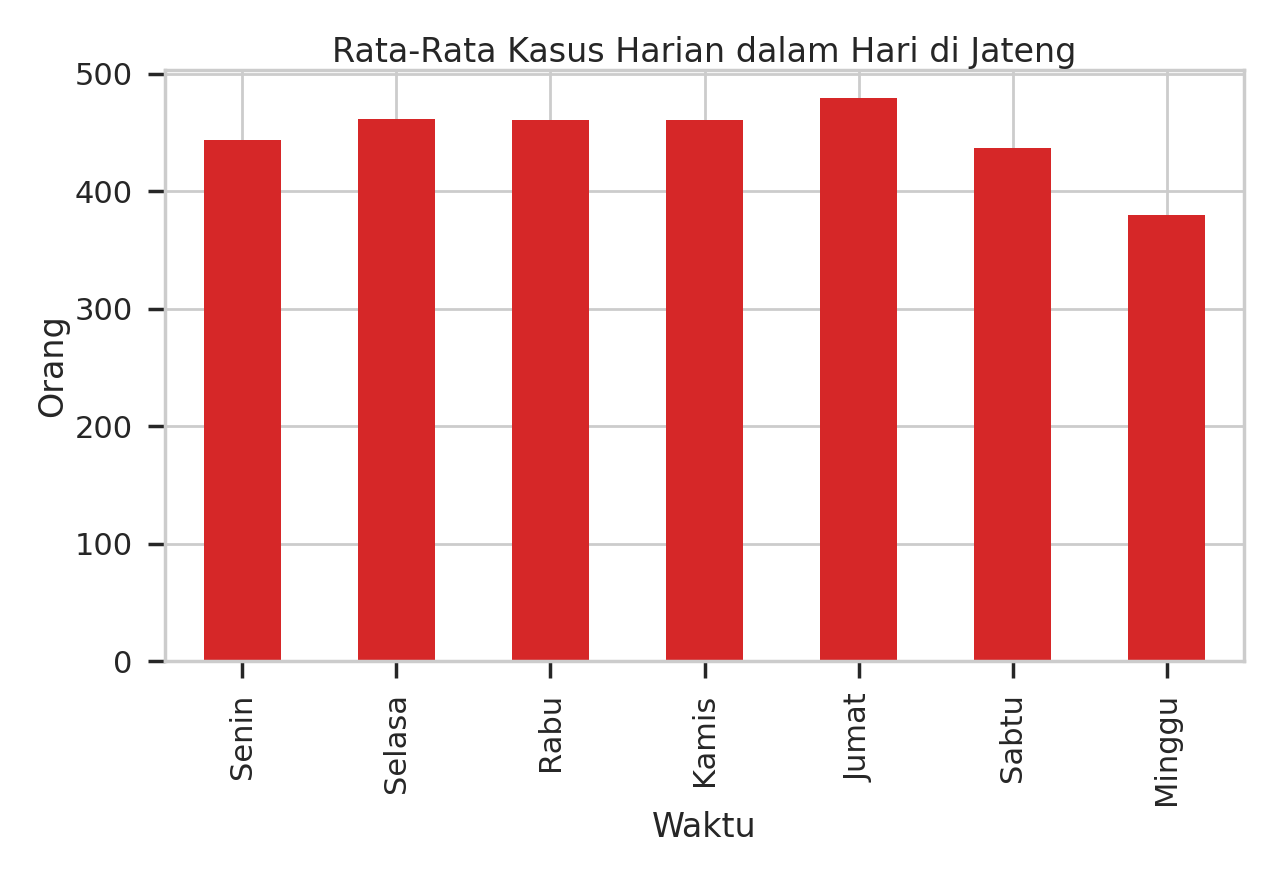 Rata-Rata Kasus Harian dalam Hari di Jateng
500
400
300
200
100
0
Orang
Senin
Selasa
Rabu
Kamis
Jumat
Sabtu
Minggu
Waktu